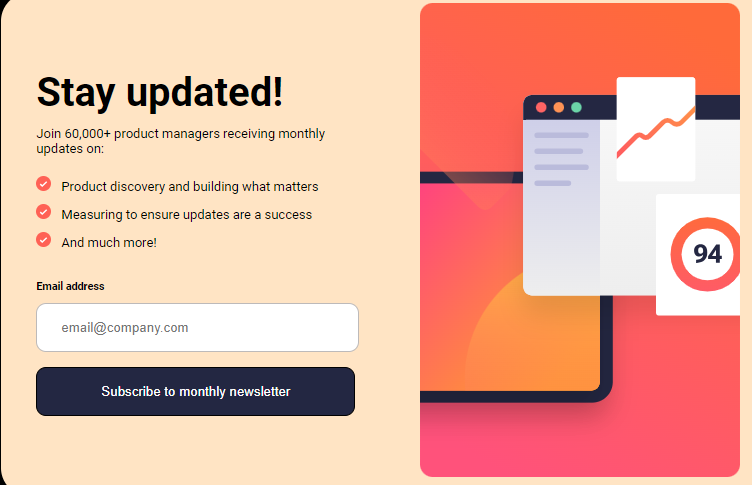 Stay updated!
Join 60,000+ product managers receiving monthly
updates on:
Product discovery and building what matters
Measuring to ensure updates are a success
And much more!
Email address
email@company.com
Subscribe to monthly newsletter
94